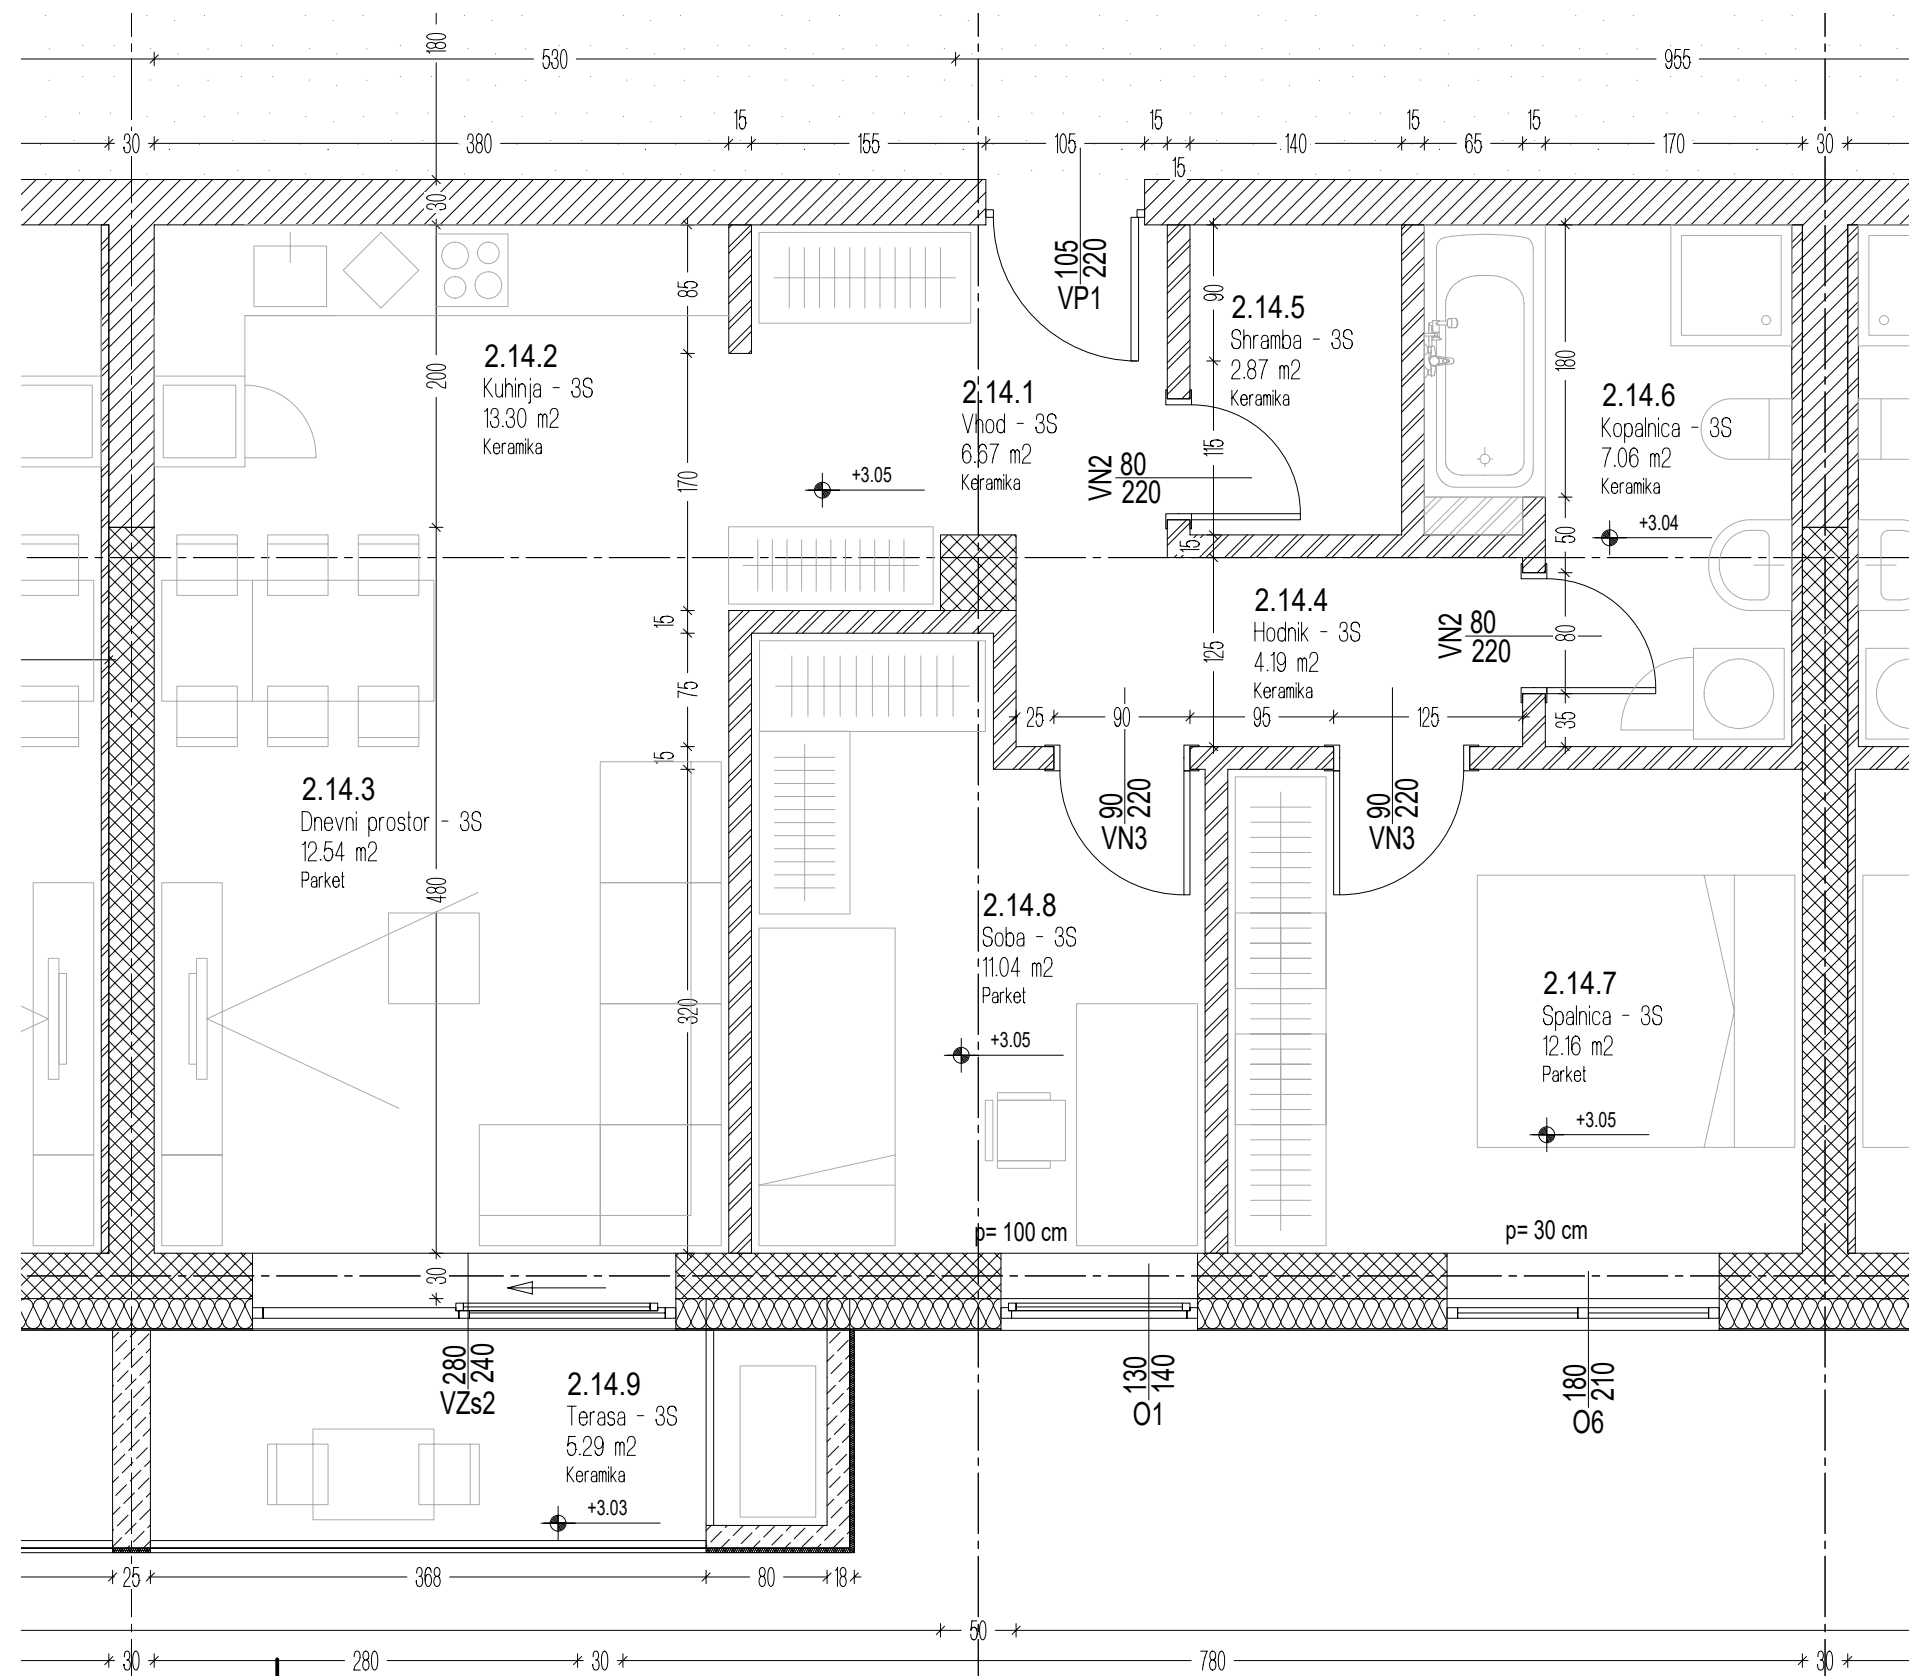 180
530
955
15
15
15
15
30
380
155
105
140
65
170
30
15
30
105
220
VP1
85
90
2.14.5
Shramba - 3S
2.87 m2
Keramika
2.14.2
Kuhinja - 3S
13.30 m2
Keramika
200
180
2.14.1
Vhod - 3S
6.67 m2
Keramika
2.14.6
Kopalnica - 3S
7.06 m2
Keramika
115
VN2
80
220
170
+3.05
+3.04
50
15
2.14.4
Hodnik - 3S
4.19 m2
Keramika
VN2
80
220
80
15
125
75
25
90
95
125
35
15
2.14.3
Dnevni prostor - 3S
12.54 m2
Parket
90
220
VN3
90
220
VN3
480
2.14.8
Soba - 3S
11.04 m2
Parket
320
+3.05
2.14.7
Spalnica - 3S
12.16 m2
Parket
+3.05
p= 100 cm
p= 30 cm
30
280
240
VZs2
130
140
O1
180
210
O6
2.14.9
Terasa - 3S
5.29 m2
Keramika
+3.03
25
368
80
18
50
30
280
30
780
30